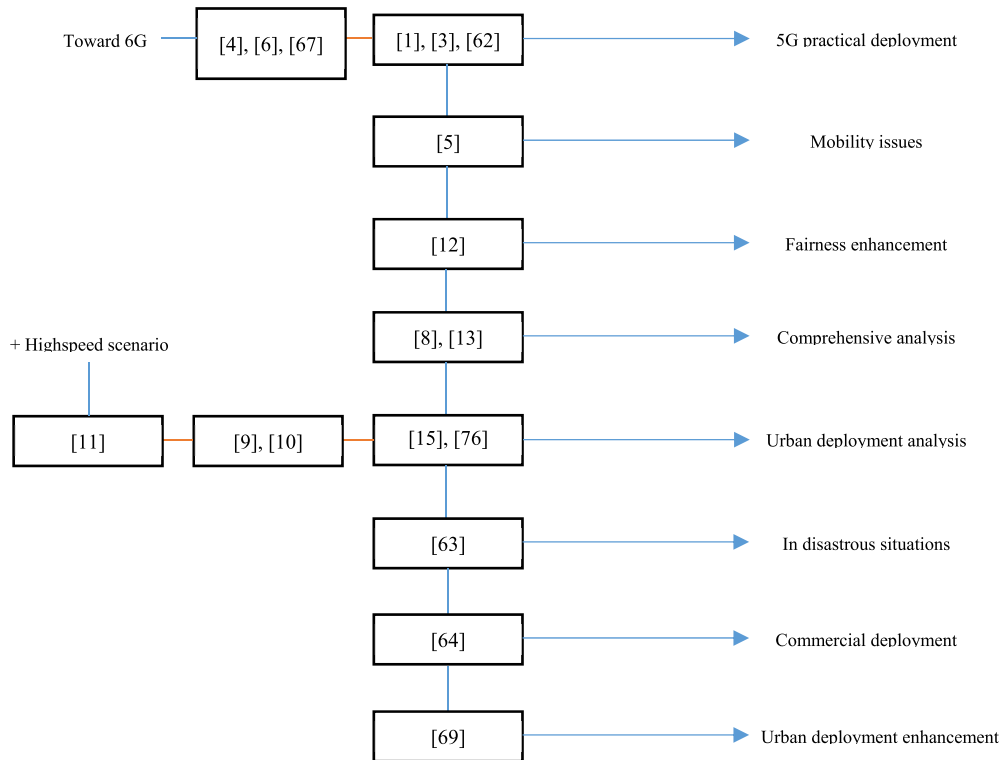 Toward 6G
[4], [6], [67]
[1], [3], [62]
5G practical deployment
[5]
Mobility issues
[12]
Fairness enhancement
[8], [13]
Comprehensive analysis
+ Highspeed scenario
[11]
[9], [10]
[15], [76]
Urban deployment analysis
[63]
In disastrous situations
[64]
Commercial deployment
[69]
Urban deployment enhancement